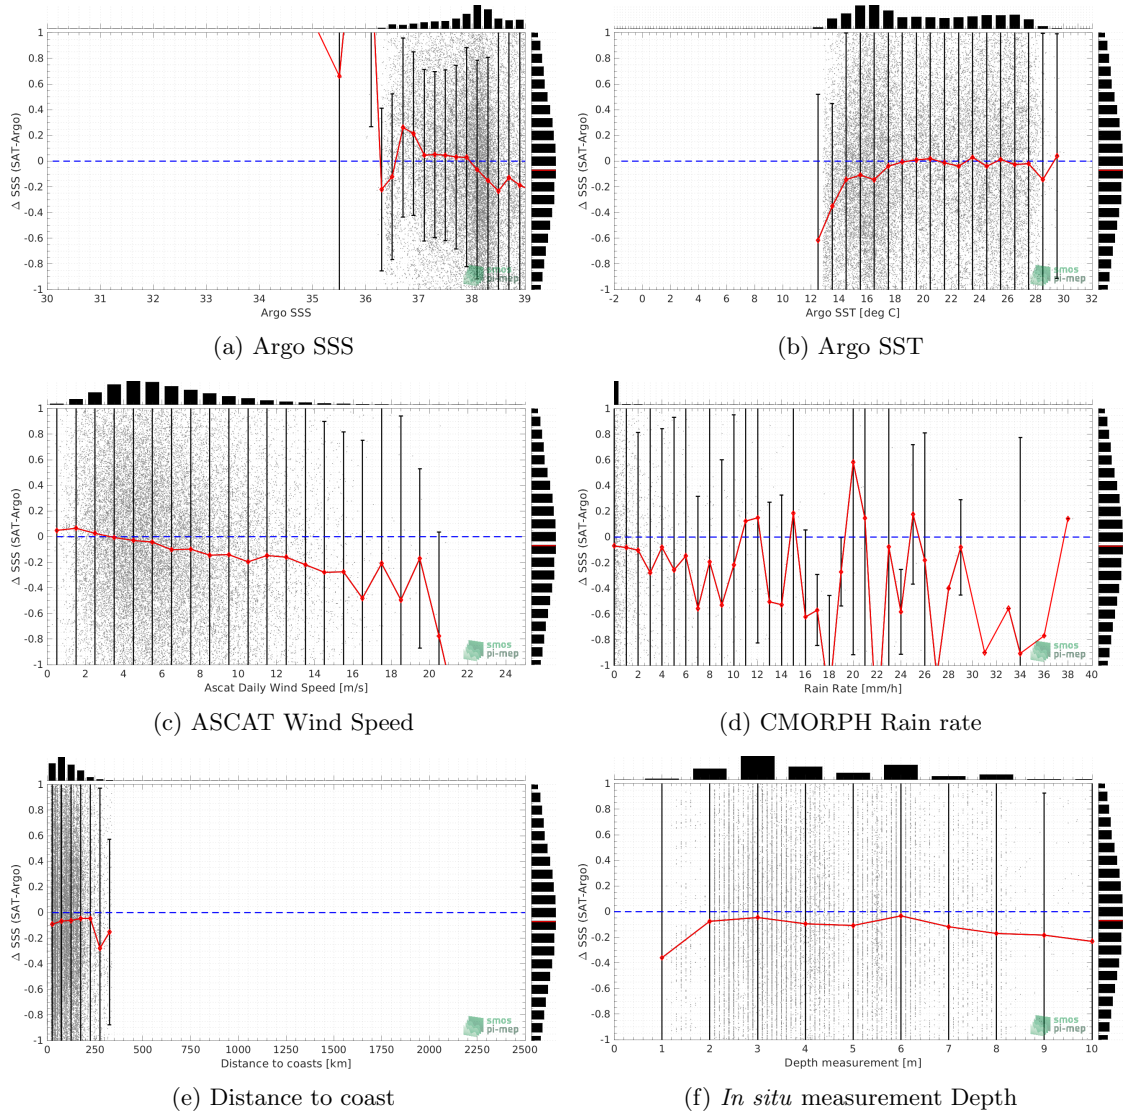 1
0.8
0.6
0.4
0.2
0
-0.2
-0.4
-0.6
-0.8
-1
Δ SSS (SAT-Argo)
30 31 32 33 34 35 36 37 38 39
Argo SSS
smos
pi-mep
(a) Argo SSS
1
0.8
0.6
0.4
0.2
0
-0.2
-0.4
-0.6
-0.8
-1
Δ SSS (SAT-Argo)
-2 0 2 4 6 8 10 12 14 16 18 20 22 24 26 28 30 32
Argo SST [deg C]
smos
pi-mep
(b) Argo SST
1
0.8
0.6
0.4
0.2
0
-0.2
-0.4
-0.6
-0.8
-1
Δ SSS (SAT-Argo)
0 2 4 6 8 10 12 14 16 18 20 22 24
Ascat Daily Wind Speed [m/s]
smos
pi-mep
(c) ASCAT Wind Speed
1
0.8
0.6
0.4
0.2
0
-0.2
-0.4
-0.6
-0.8
-1
Δ SSS (SAT-Argo)
0 2 4 6 8 10 12 14 16 18 20 22 24 26 28 30 32 34 36 38 40
Rain Rate [mm/h]
smos
pi-mep
(d) CMORPH Rain rate
1
0.8
0.6
0.4
0.2
0
-0.2
-0.4
-0.6
-0.8
-1
Δ SSS (SAT-Argo)
0 250 500 750 1000 1250 1500 1750 2000 2250 2500
Distance to coasts [km]
smos
pi-mep
(e) Distance to coast
1
0.8
0.6
0.4
0.2
0
-0.2
-0.4
-0.6
-0.8
-1
Δ SSS (SAT-Argo)
0 1 2 3 4 5 6 7 8 9 10
Depth measurement [m]
smos
pi-mep
(f) In situ measurement Depth